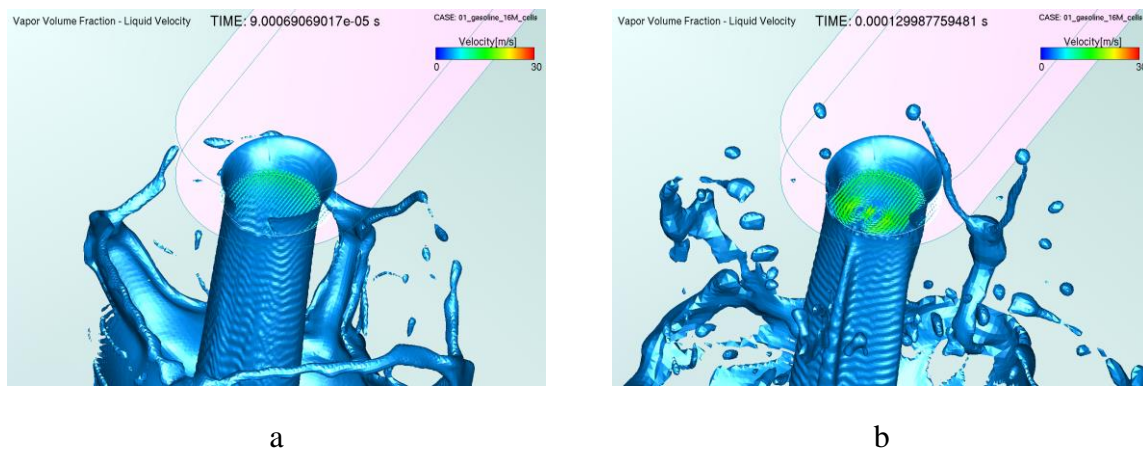 Vapor Volume Fraction - Liquid Velocity TIME: 9.00069069017e-05 s CASE: 01_gasoline_16M_cells
Velocity[m/s]
0 30
Vapor Volume Fraction - Liquid Velocity TIME: 0.000129987759481 s CASE: 01_gasoline_16M_cells
Velocity[m/s]
0 30
a
b